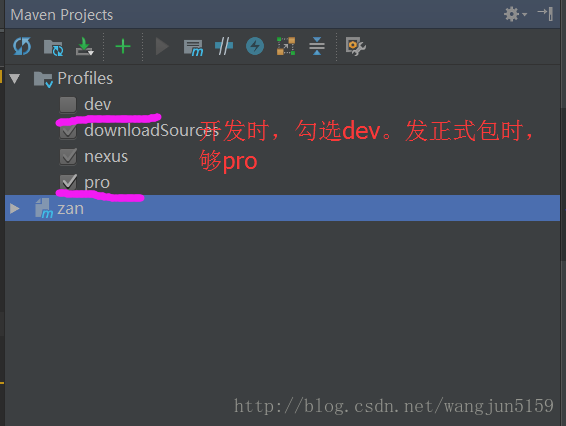 Maven Projects
Profiles
dev
downloadSources
开发时，勾选dev。发正式包时，
够pro
nexus
pro
zan
http://blog.csdn.net/wangjun5159